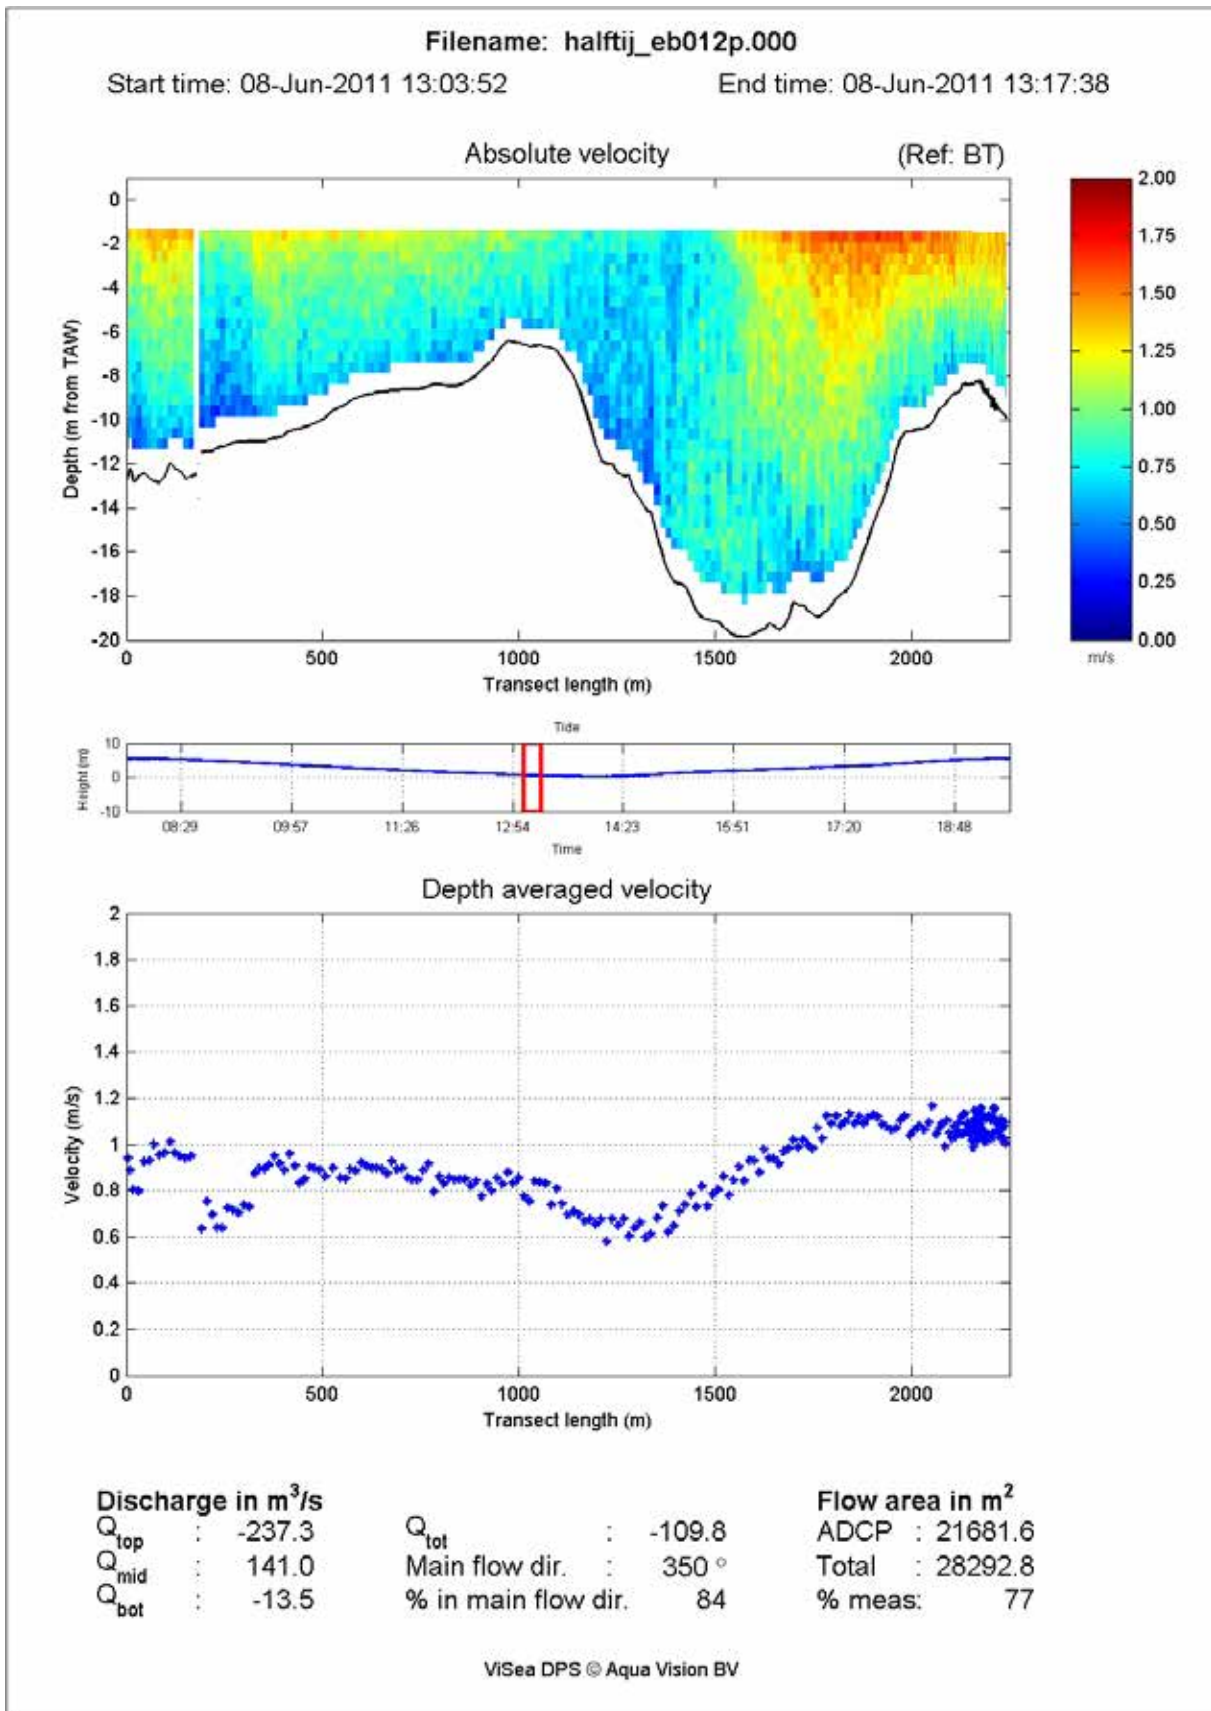 Filename: halftij_eb012p.000
Start time: 08-Jun-2011 13:03:52 End time: 08-Jun-2011 13:17:38
Absolute velocity (Ref: BT)
0
-2
-4
-6
-8
-10
-12
-14
-16
-18
-20
Depth (m from TAW)
0 500 1000 1500 2000
Transect length (m)
2.00
1.75
1.50
1.25
1.00
0.75
0.50
0.25
0.00
m/s
Tide
10
0
-10
Height (m)
08:29 09:57 11:26 12:54 14:23 15:51 17:20 18:48
Time
Depth averaged velocity
2
1.8
1.6
1.4
1.2
1
0.8
0.6
0.4
0.2
0
Velocity (m/s)
0 500 1000 1500 2000
Transect length (m)
Discharge in m³/s Flow area in m²
Qtop : -237.3 Qtot : -109.8 ADCP : 21681.6
Qmid : 141.0 Main flow dir. : 350 ° Total : 28292.8
Qbot : -13.5 % in main flow dir. 84 % meas: 77
ViSea DPS © Aqua Vision BV